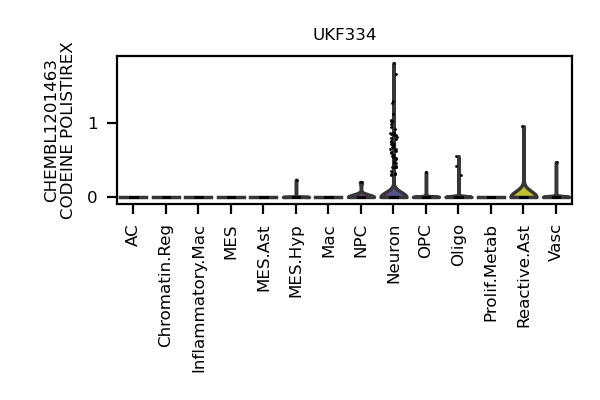 UKF334
CHEMBL1201463
CODEINE POLISTIREX
1
0
AC
Chromatin.Reg
Inflammatory.Mac
MES
MES.Ast
MES.Hyp
Mac
NPC
Neuron
OPC
Oligo
Prolif.Metab
Reactive.Ast
Vasc